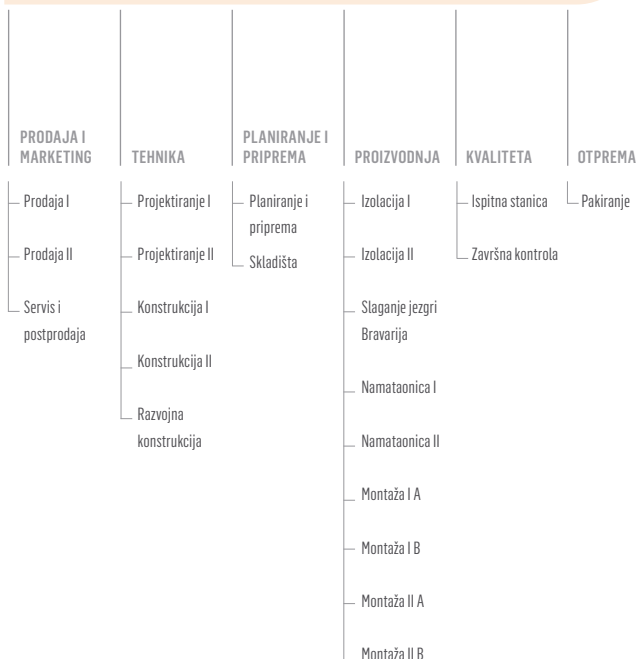 PRODAJA I
MARKETING
TEHNIKA
PLANIRANJE I
PRIPREMA
PROIZVODNJA
KVALITETA
OTPREMA
Prodaja I
Prodaja II
Servis i
postprodaja
Projektiranje I
Projektiranje II
Konstrukcija I
Konstrukcija II
Razvojna
konstrukcija
Planiranje i
priprema
Skladišta
Izolacija I
Izolacija II
Slaganje jezgri
Bravarija
Namataonica I
Namataonica II
Montaža I A
Montaža I B
Montaža II A
Montaža II B
Ispitna stanica
Završna kontrola
Pakiranje